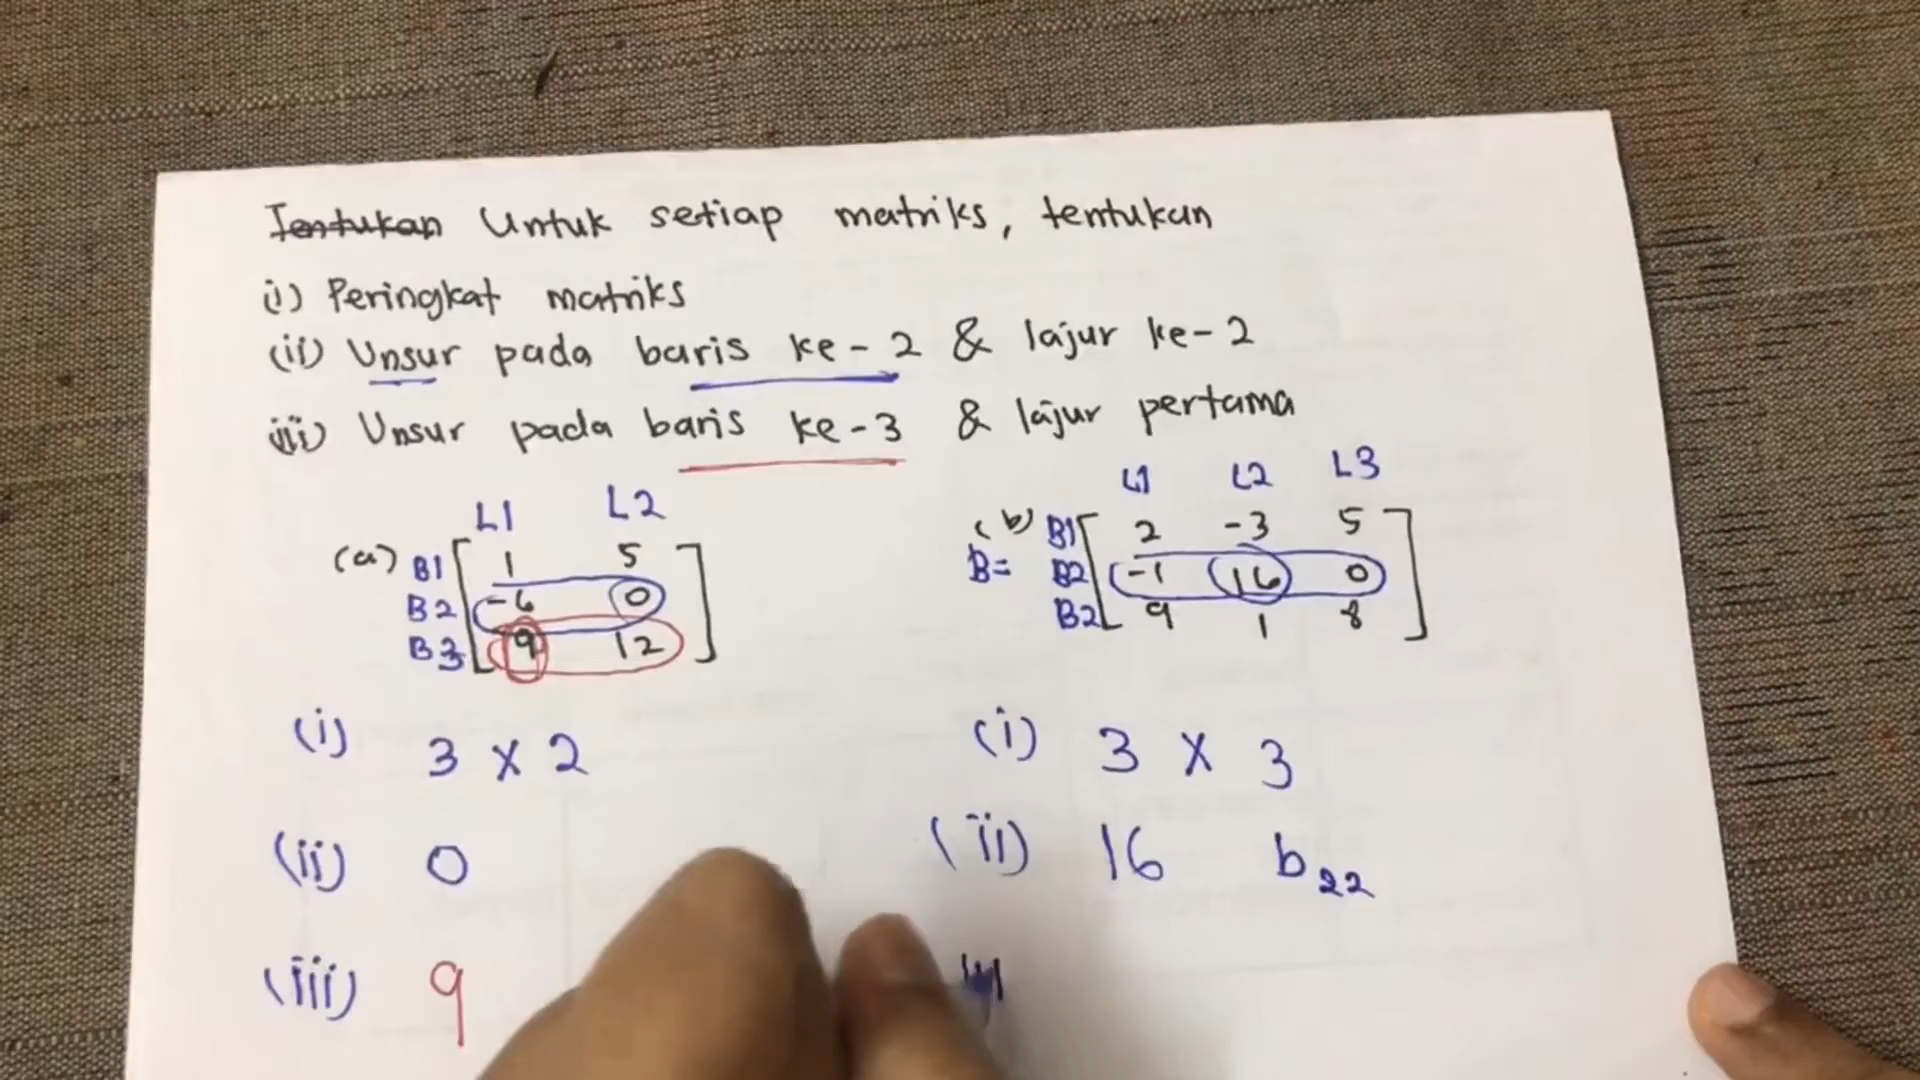 Tentukan Untuk setiap matriks, tentukan
(i) Peringkat matriks
(ii) Unsur pada baris ke-2 & lajur ke-2
(iii) Unsur pada baris ke-3 & lajur pertama
L1 L2
(a) B1 1 5
B2 -6 0
B3 9 12
L1 L2 L3
(b) B1 2 -3 5
B= B2 -1 16 0
B2 9 1 8
(i) 3 x 2
(ii) 0
(iii) 9
(i) 3 x 3
(ii) 16 b22